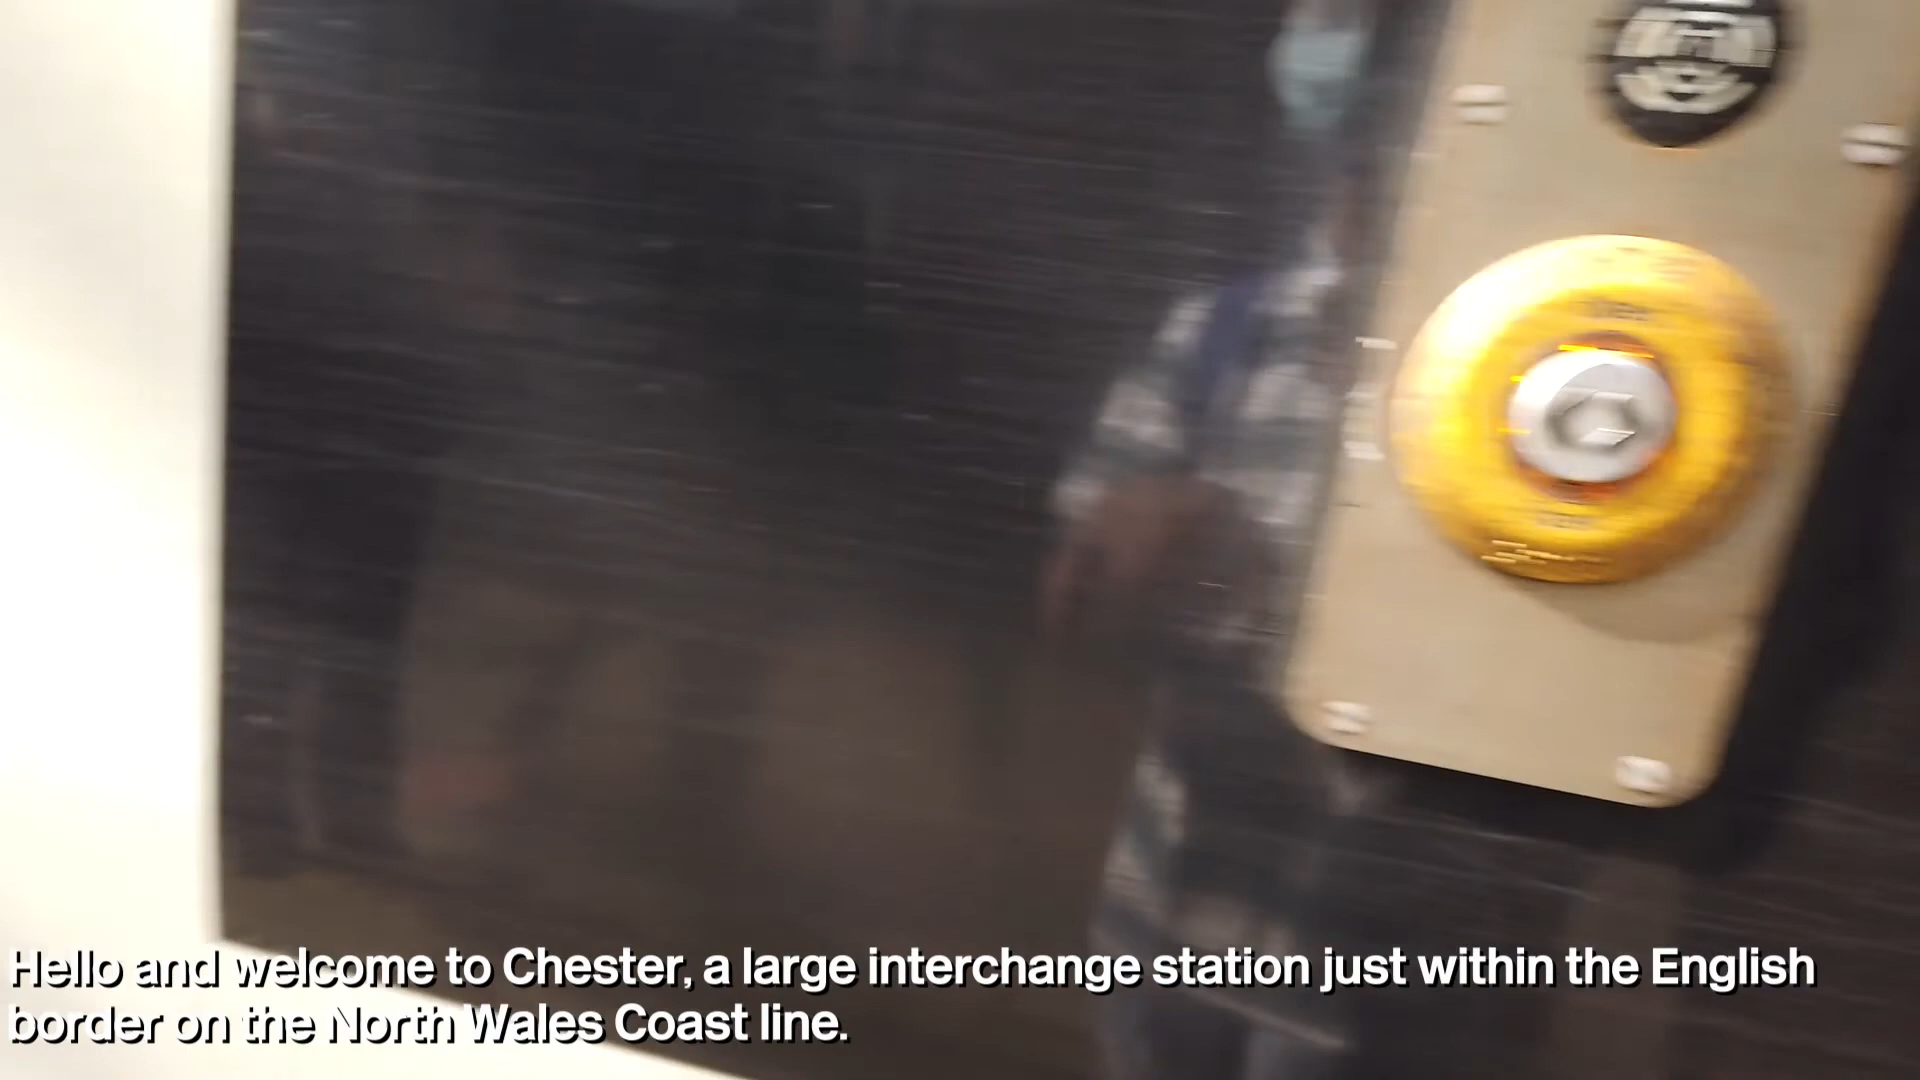 Hello and welcome to Chester, a large interchange station just within the English
border on the North Wales Coast line.